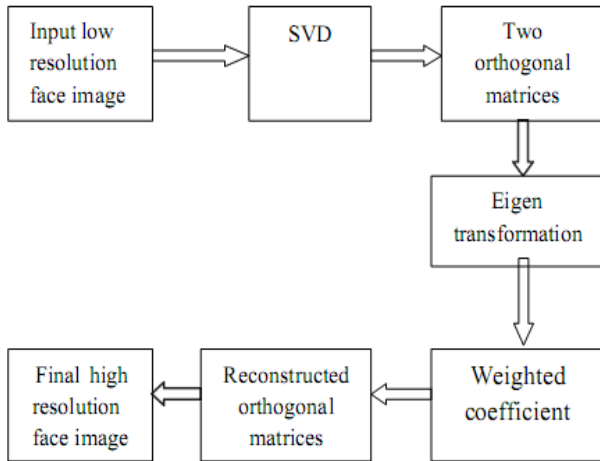 Input low
resolution
face image
SVD
Two
orthogonal
matrices
Eigen
transformation
Weighted
coefficient
Reconstructed
orthogonal
matrices
Final high
resolution
face image